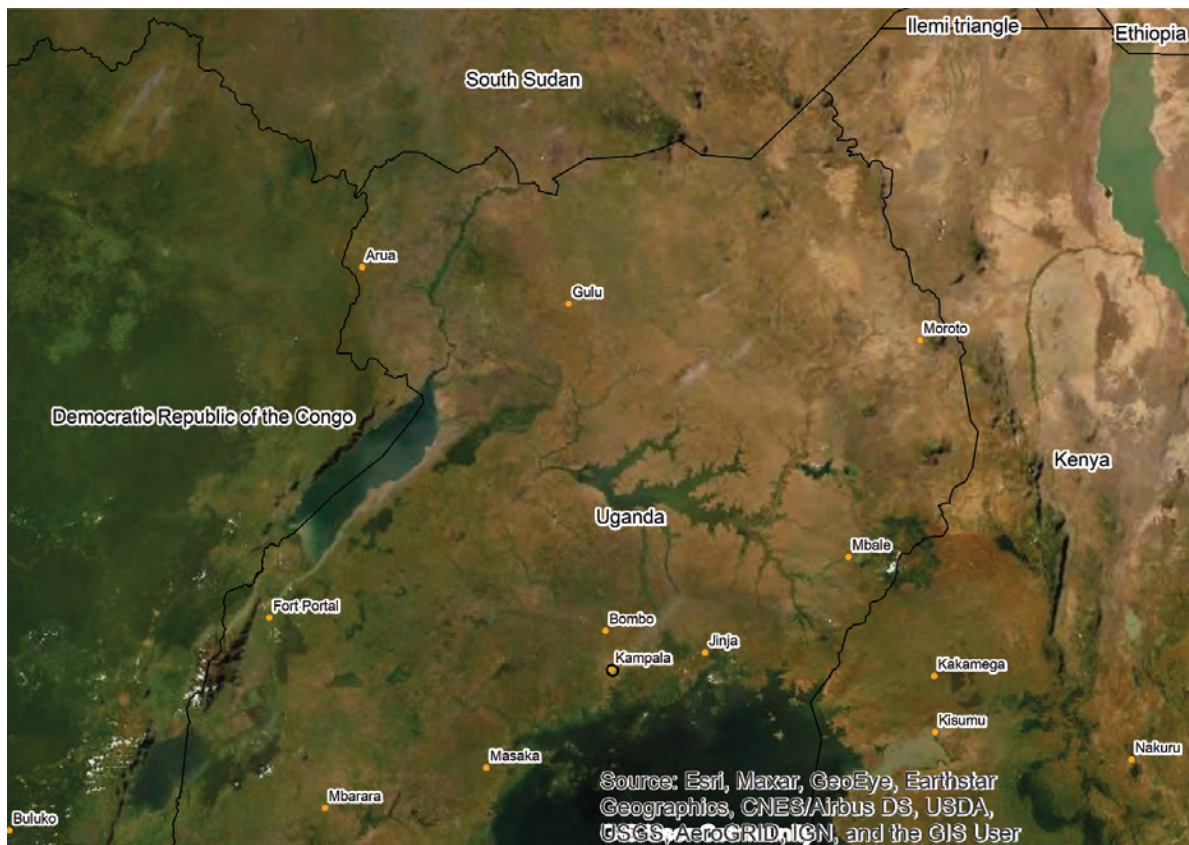 Ilemi triangle
Ethiopia
South Sudan
Arua
Gulu
Moroto
Democratic Republic of the Congo
Kenya
Uganda
Mbale
Fort Portal
Bombo
Jinja
Kampala
Kakamega
Kisumu
Nakuru
Masaka
Mbarara
Buluko
Source: Esri, Maxar, GeoEye, Earthstar
Geographics, CNES/Airbus DS, USDA,
USGS, AeroGRID, IGN, and the GIS User